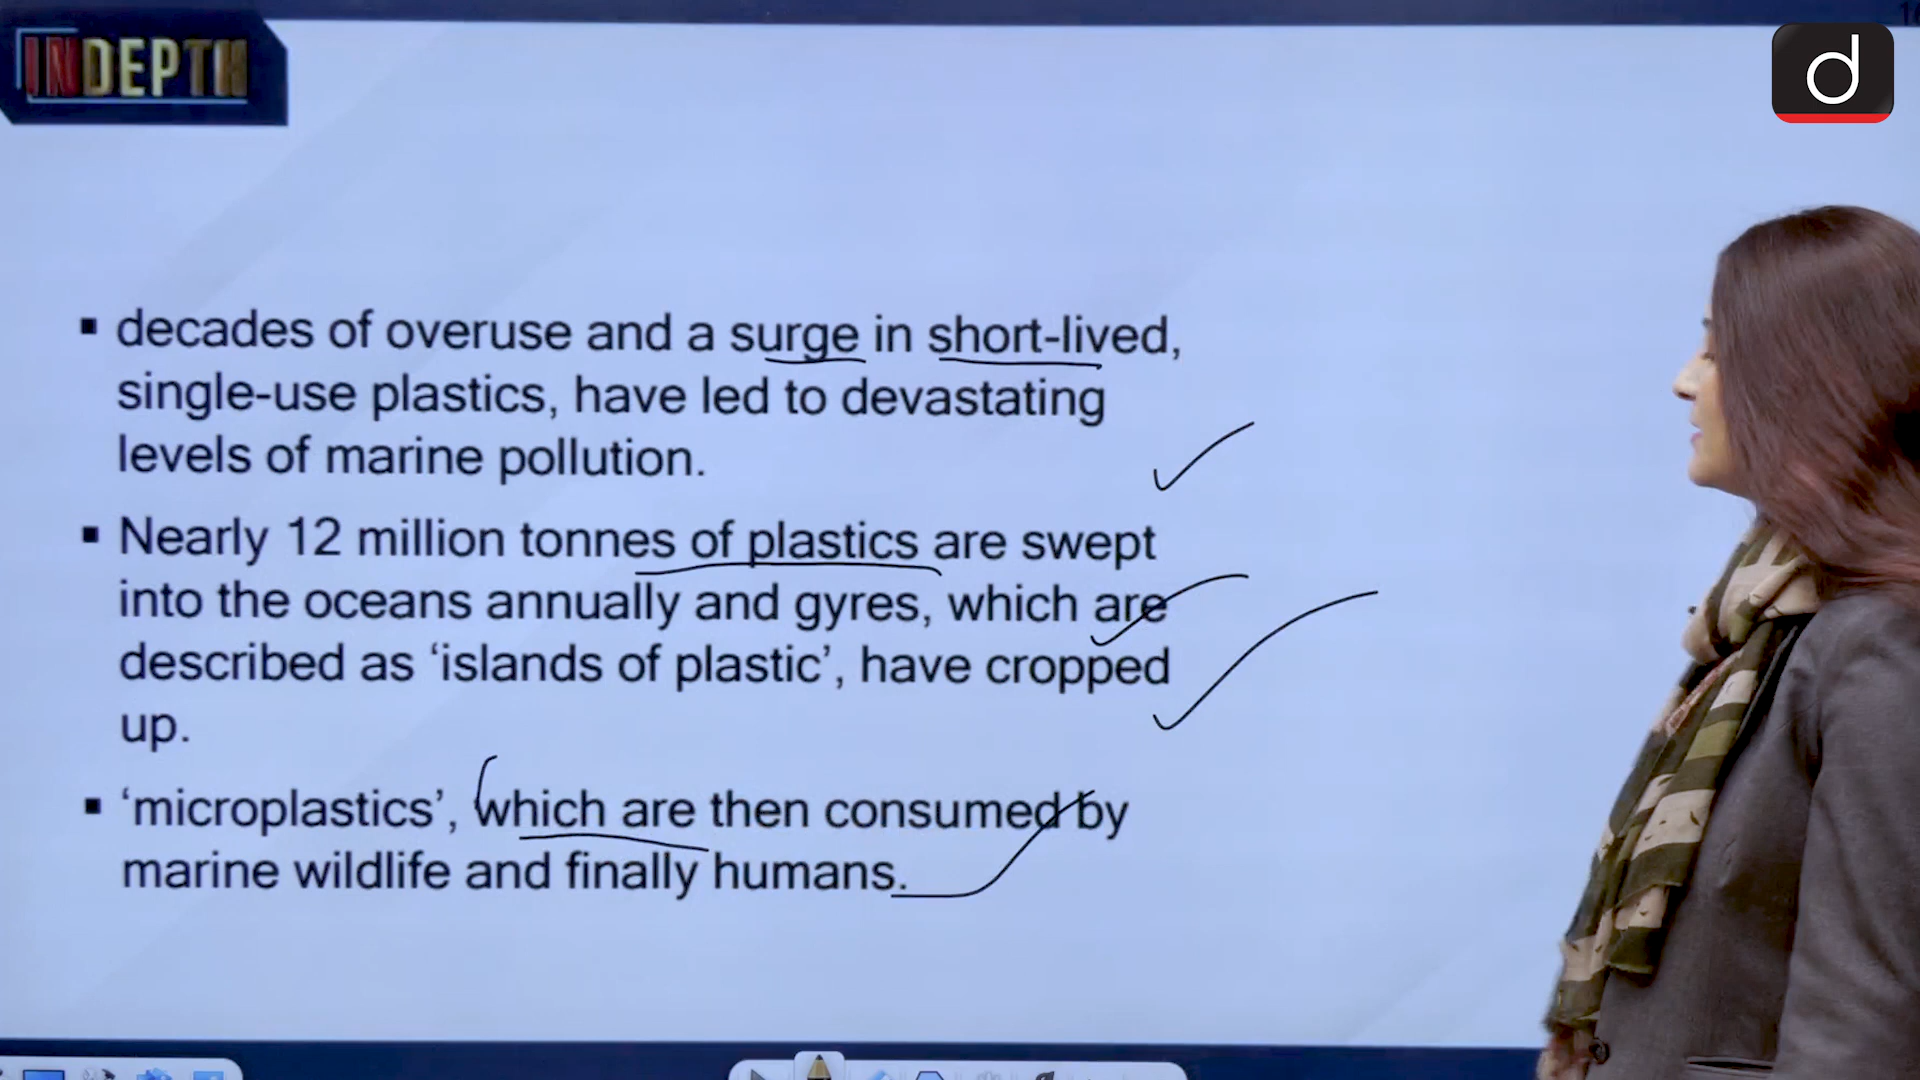 INDEPTH
d
▪ decades of overuse and a surge in short-lived,
single-use plastics, have led to devastating
levels of marine pollution.
▪ Nearly 12 million tonnes of plastics are swept
into the oceans annually and gyres, which are
described as ‘islands of plastic’, have cropped
up.
▪ ‘microplastics’, which are then consumed by
marine wildlife and finally humans.